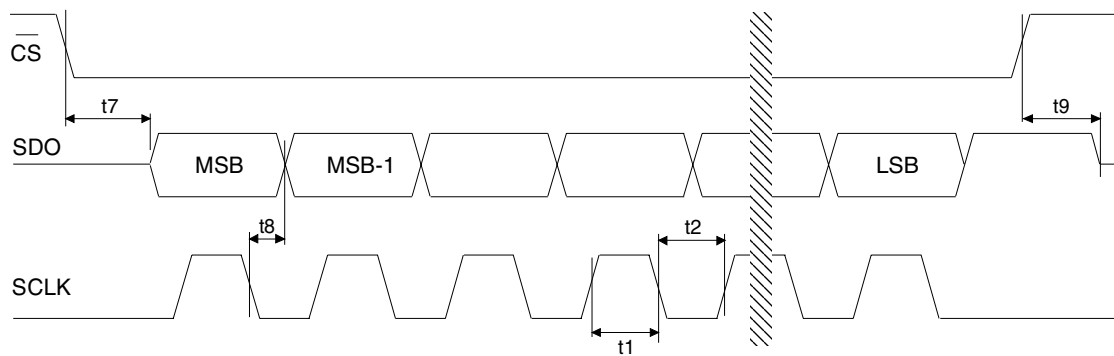 CS
t7
t9
SDO
MSB
MSB-1
LSB
t8
t2
SCLK
t1